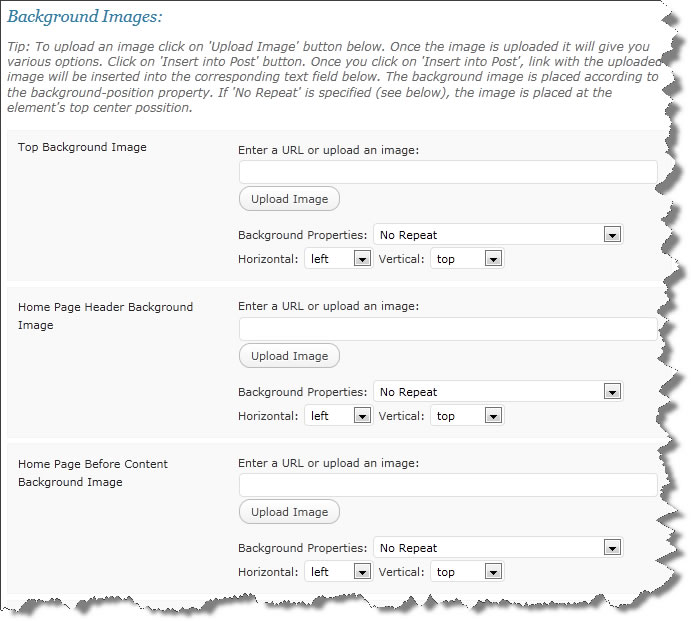 Background Images:
Tip: To upload an image click on 'Upload Image' button below. Once the image is uploaded it will give you
various options. Click on 'Insert into Post' button. Once you click on 'Insert into Post', link with the uploaded
image will be inserted into the corresponding text field below. The background image is placed according to
the background-position property. If 'No Repeat' is specified (see below), the image is placed at the
element's top center possition.
Top Background Image
Enter a URL or upload an image:
Upload Image
Background Properties: No Repeat
Horizontal: left Vertical: top
Home Page Header Background
Image
Enter a URL or upload an image:
Upload Image
Background Properties: No Repeat
Horizontal: left Vertical: top
Home Page Before Content
Background Image
Enter a URL or upload an image:
Upload Image
Background Properties: No Repeat
Horizontal: left Vertical: top